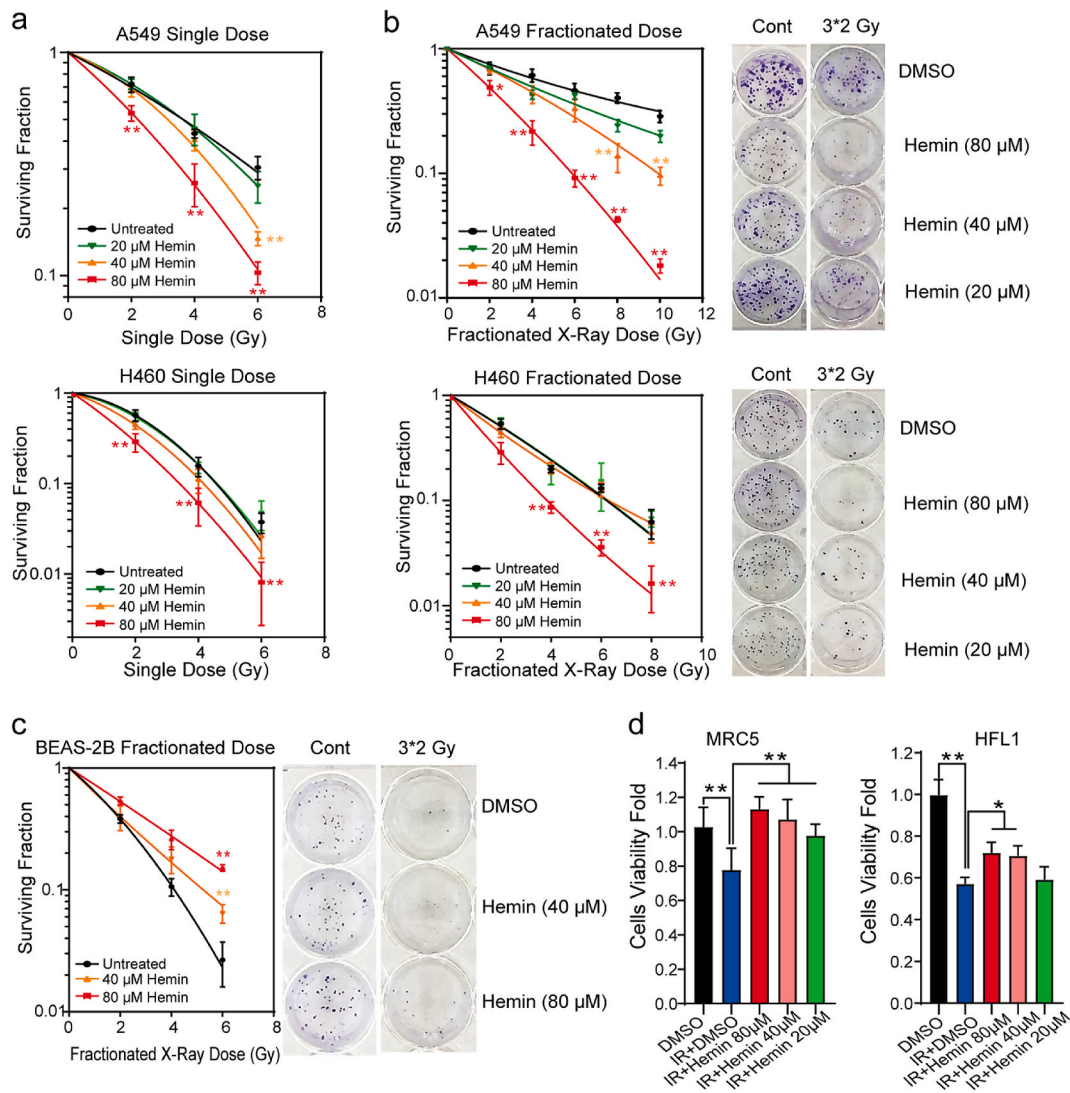 a
A549 Single Dose
Surviving Fraction
1
0.1
Untreated
20 µM Hemin
40 µM Hemin
80 µM Hemin
**
**
**
**
0 2 4 6 8
Single Dose (Gy)
H460 Single Dose
Surviving Fraction
1
0.1
0.01
**
**
**
Untreated
20 µM Hemin
40 µM Hemin
80 µM Hemin
0 2 4 6 8
Single Dose (Gy)
b
A549 Fractionated Dose
Surviving Fraction
1
0.1
0.01
*
**
**
**
**
**
**
Untreated
20 µM Hemin
40 µM Hemin
80 µM Hemin
0 2 4 6 8 10 12
Fractionated X-Ray Dose (Gy)
Cont 3*2 Gy
DMSO
Hemin (80 µM)
Hemin (40 µM)
Hemin (20 µM)
H460 Fractionated Dose
Surviving Fraction
1
0.1
0.01
**
**
**
Untreated
20 µM Hemin
40 µM Hemin
80 µM Hemin
0 2 4 6 8 10
Fractionated X-Ray Dose (Gy)
Cont 3*2 Gy
DMSO
Hemin (80 µM)
Hemin (40 µM)
Hemin (20 µM)
c
BEAS-2B Fractionated Dose
Surviving Fraction
1
0.1
0.01
**
**
Untreated
40 µM Hemin
80 µM Hemin
0 2 4 6 8
Fractionated X-Ray Dose (Gy)
Cont 3*2 Gy
DMSO
Hemin (40 µM)
Hemin (80 µM)
d
MRC5
Cells Viability Fold
1.4
1.2
1.0
0.8
0.6
0.4
0.2
0.0
**
**
DMSO
IR+DMSO
IR+Hemin 80µM
IR+Hemin 40µM
IR+Hemin 20µM
HFL1
Cells Viability Fold
1.2
1.0
0.8
0.6
0.4
0.2
0.0
**
*
DMSO
IR+DMSO
IR+Hemin 80µM
IR+Hemin 40µM
IR+Hemin 20µM